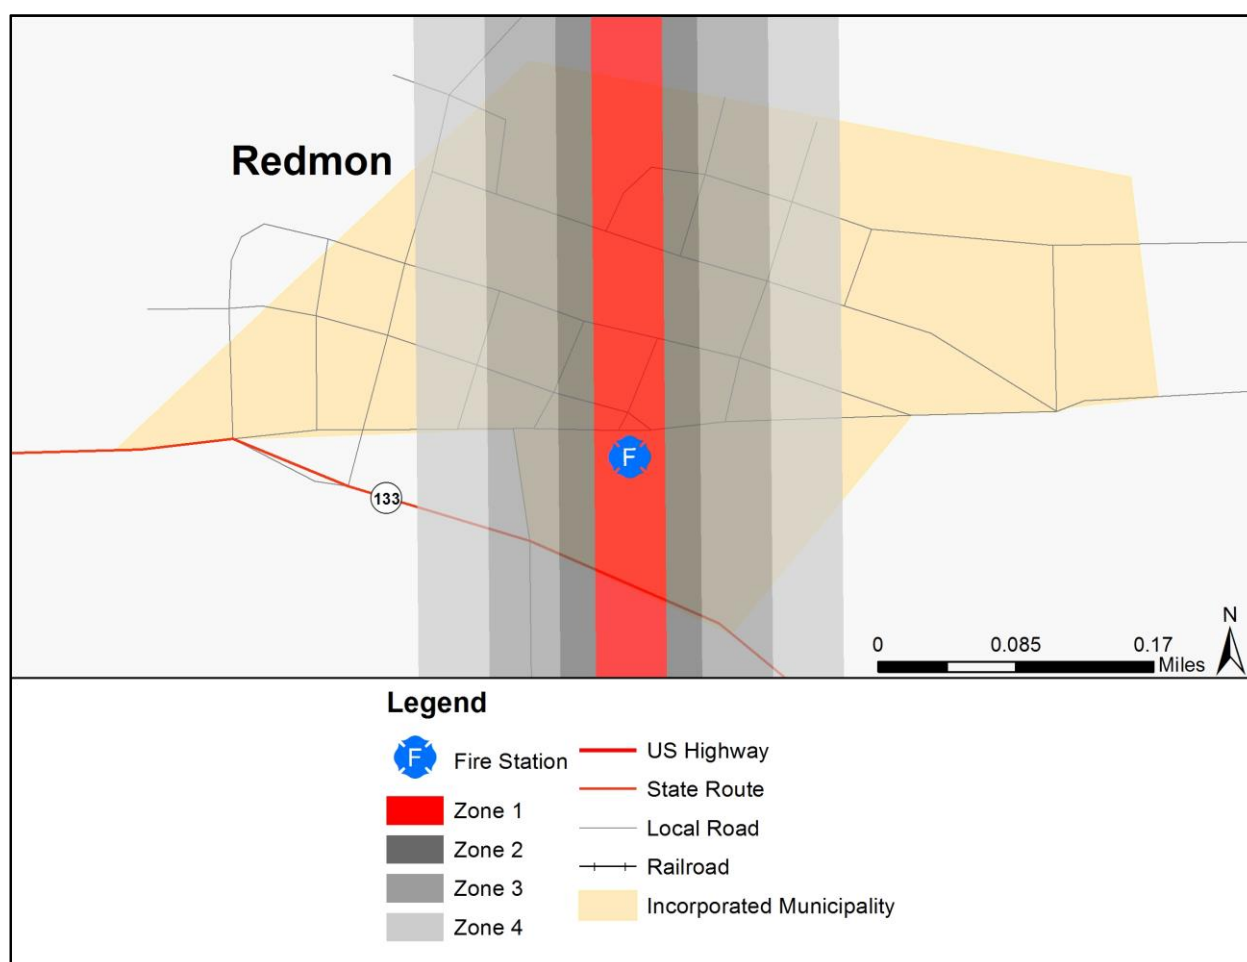 Redmon
133
F
N
0 0.085 0.17
Miles
Legend
F Fire Station
Zone 1
Zone 2
Zone 3
Zone 4
US Highway
State Route
Local Road
Railroad
Incorporated Municipality